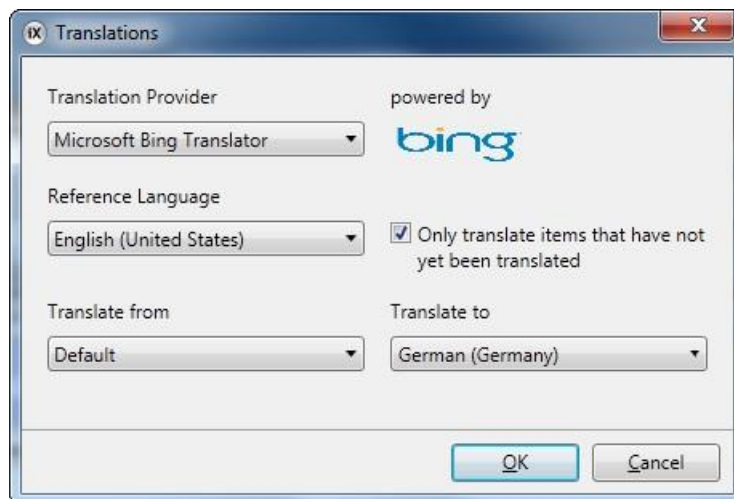 iX Translations
Translation Provider
powered by
Microsoft Bing Translator
bing
Reference Language
English (United States)
Only translate items that have not
yet been translated
Translate from
Translate to
Default
German (Germany)
OK
Cancel